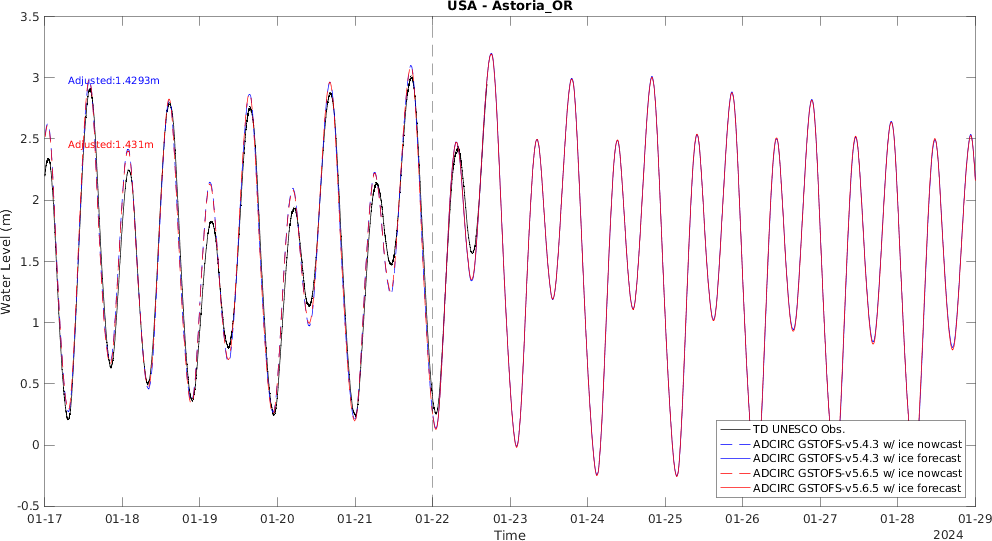 USA - Astoria_OR
3.5
3
2.5
2
1.5
1
0.5
0
-0.5
Water Level (m)
Adjusted:1.4293m
Adjusted:1.431m
TD UNESCO Obs.
ADCIRC GSTOFS-v5.4.3 w/ ice nowcast
ADCIRC GSTOFS-v5.4.3 w/ ice forecast
ADCIRC GSTOFS-v5.6.5 w/ ice nowcast
ADCIRC GSTOFS-v5.6.5 w/ ice forecast
01-17 01-18 01-19 01-20 01-21 01-22 01-23 01-24 01-25 01-26 01-27 01-28 01-29
Time
2024